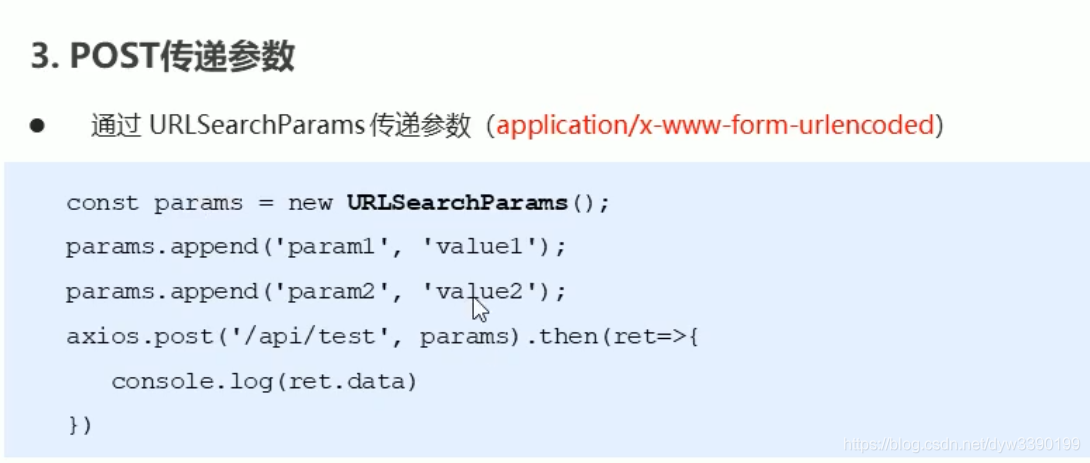 3. POST传递参数
● 通过 URLSearchParams 传递参数（application/x-www-form-urlencoded）
const params = new URLSearchParams();
params.append('param1', 'value1');
params.append('param2', 'value2');
axios.post('/api/test', params).then(ret=>{
   console.log(ret.data)
})
https://blog.csdn.net/dyw3390199